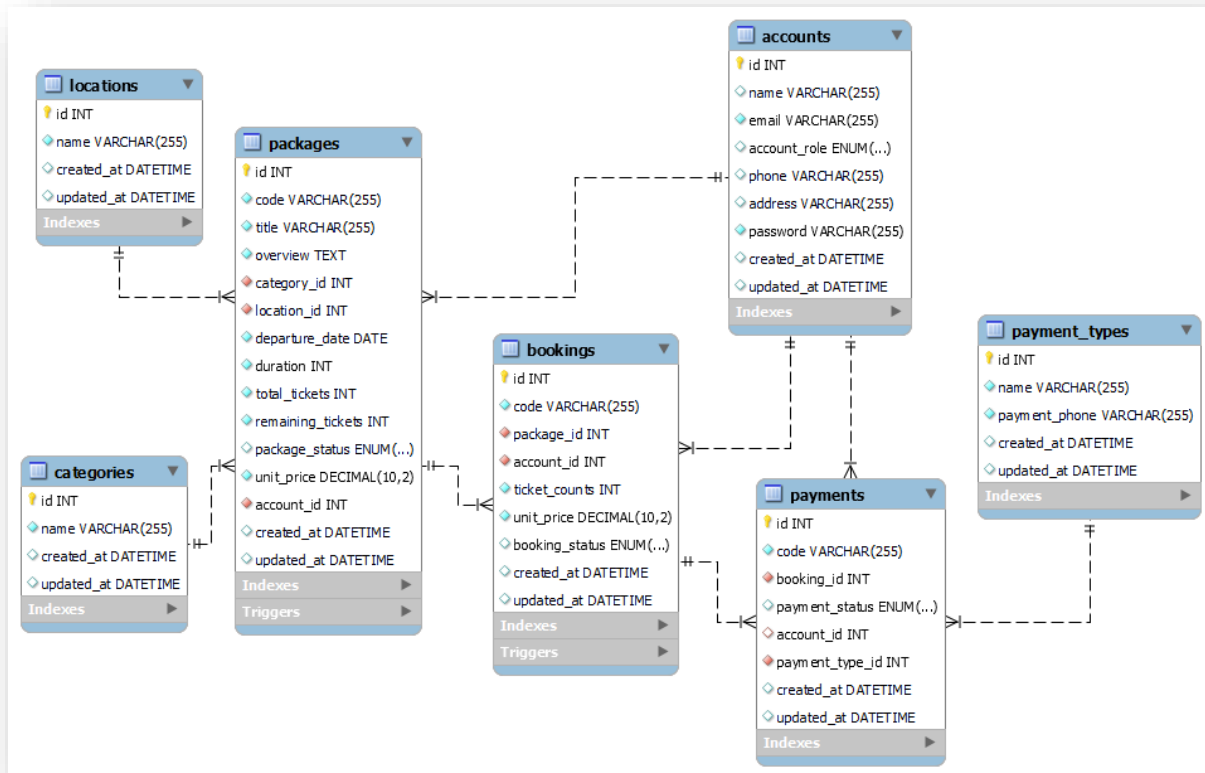 locations
id INT
name VARCHAR(255)
created_at DATETIME
updated_at DATETIME
Indexes
packages
id INT
code VARCHAR(255)
title VARCHAR(255)
overview TEXT
category_id INT
location_id INT
departure_date DATE
duration INT
total_tickets INT
remaining_tickets INT
package_status ENUM(...)
unit_price DECIMAL(10,2)
account_id INT
created_at DATETIME
updated_at DATETIME
Indexes
Triggers
categories
id INT
name VARCHAR(255)
created_at DATETIME
updated_at DATETIME
Indexes
bookings
id INT
code VARCHAR(255)
package_id INT
account_id INT
ticket_counts INT
unit_price DECIMAL(10,2)
booking_status ENUM(...)
created_at DATETIME
updated_at DATETIME
Indexes
Triggers
accounts
id INT
name VARCHAR(255)
email VARCHAR(255)
account_role ENUM(...)
phone VARCHAR(255)
address VARCHAR(255)
password VARCHAR(255)
created_at DATETIME
updated_at DATETIME
Indexes
payments
id INT
code VARCHAR(255)
booking_id INT
payment_status ENUM(...)
account_id INT
payment_type_id INT
created_at DATETIME
updated_at DATETIME
Indexes
payment_types
id INT
name VARCHAR(255)
payment_phone VARCHAR(255)
created_at DATETIME
updated_at DATETIME
Indexes